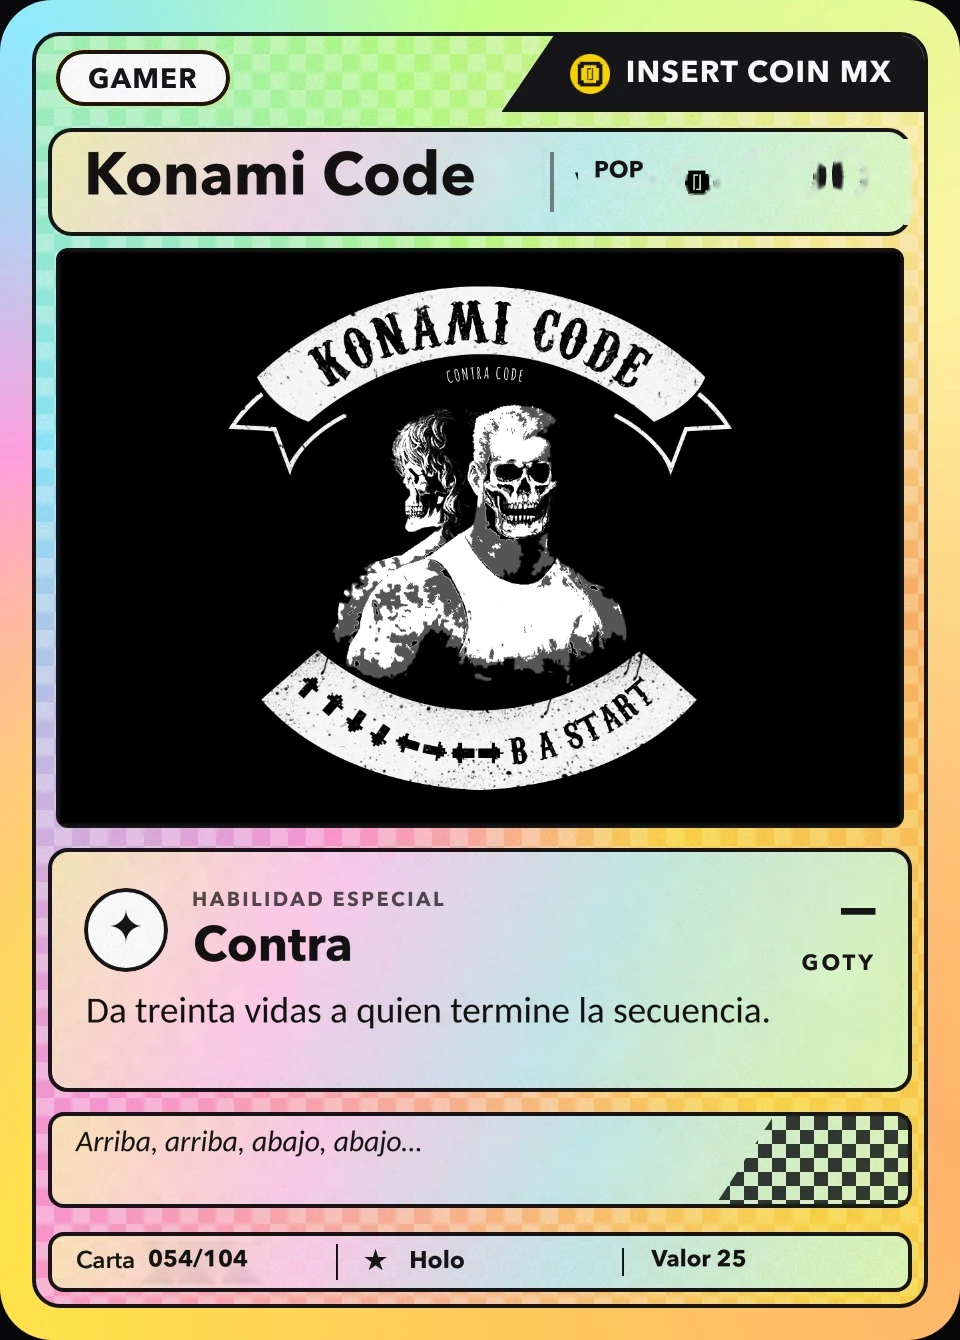 GAMER
INSERT COIN MX
Konami Code
POP
KONAMI CODE
CONTRA CODE
↑ ↑ ↓ ↓ ← → ← → B A START
HABILIDAD ESPECIAL
Contra
GOTY
Da treinta vidas a quien termine la secuencia.
Arriba, arriba, abajo, abajo...
Carta 054/104
★ Holo
Valor 25